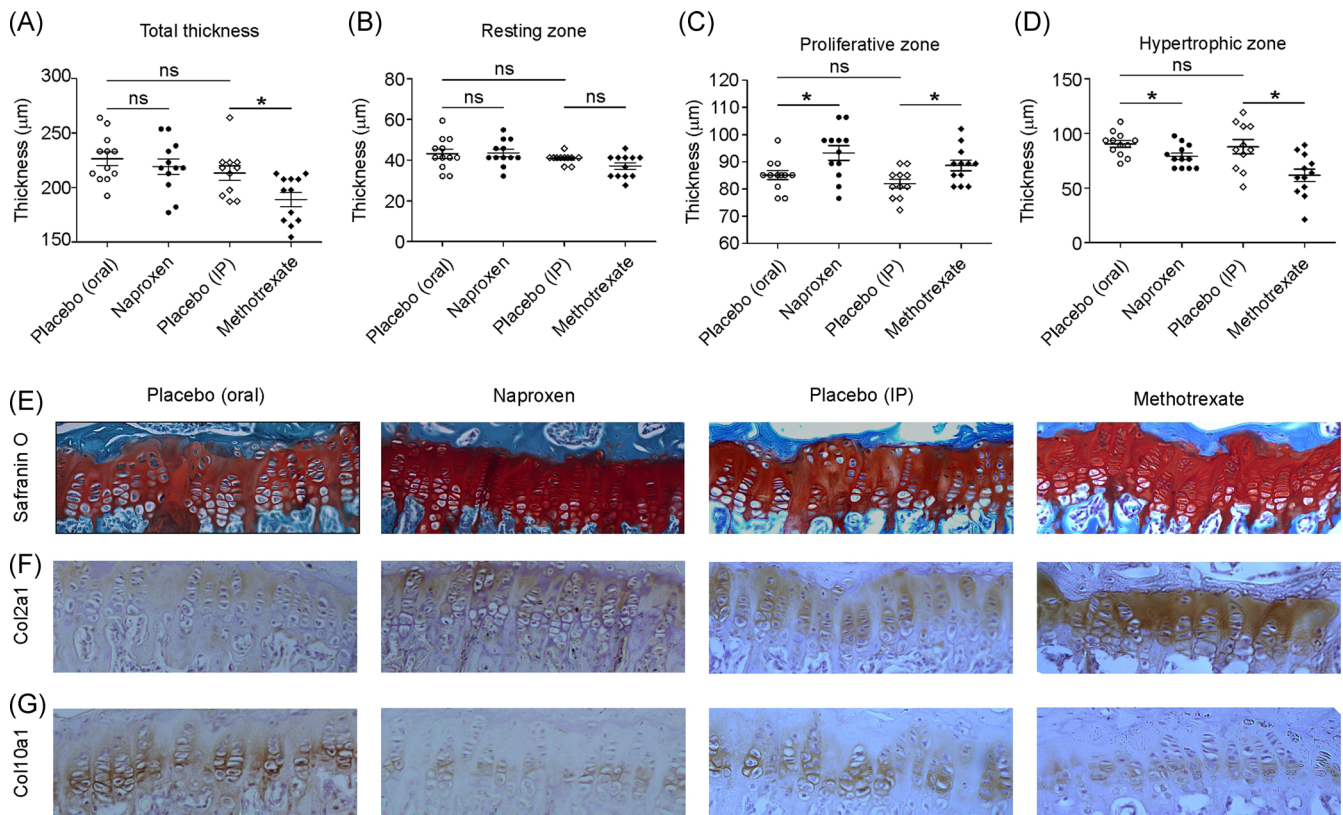 (A)
Total thickness
Thickness (μm)
300
250
200
150
ns
ns
*
Placebo (oral)
Naproxen
Placebo (IP)
Methotrexate
(B)
Resting zone
Thickness (μm)
80
60
40
20
0
ns
ns
ns
Placebo (oral)
Naproxen
Placebo (IP)
Methotrexate
(C)
Proliferative zone
Thickness (μm)
120
110
100
90
80
70
60
ns
*
*
Placebo (oral)
Naproxen
Placebo (IP)
Methotrexate
(D)
Hypertrophic zone
Thickness (μm)
150
100
50
0
ns
*
*
Placebo (oral)
Naproxen
Placebo (IP)
Methotrexate
(E)
Placebo (oral)
Naproxen
Placebo (IP)
Methotrexate
Safranin O
(F)
Col2a1
(G)
Col10a1